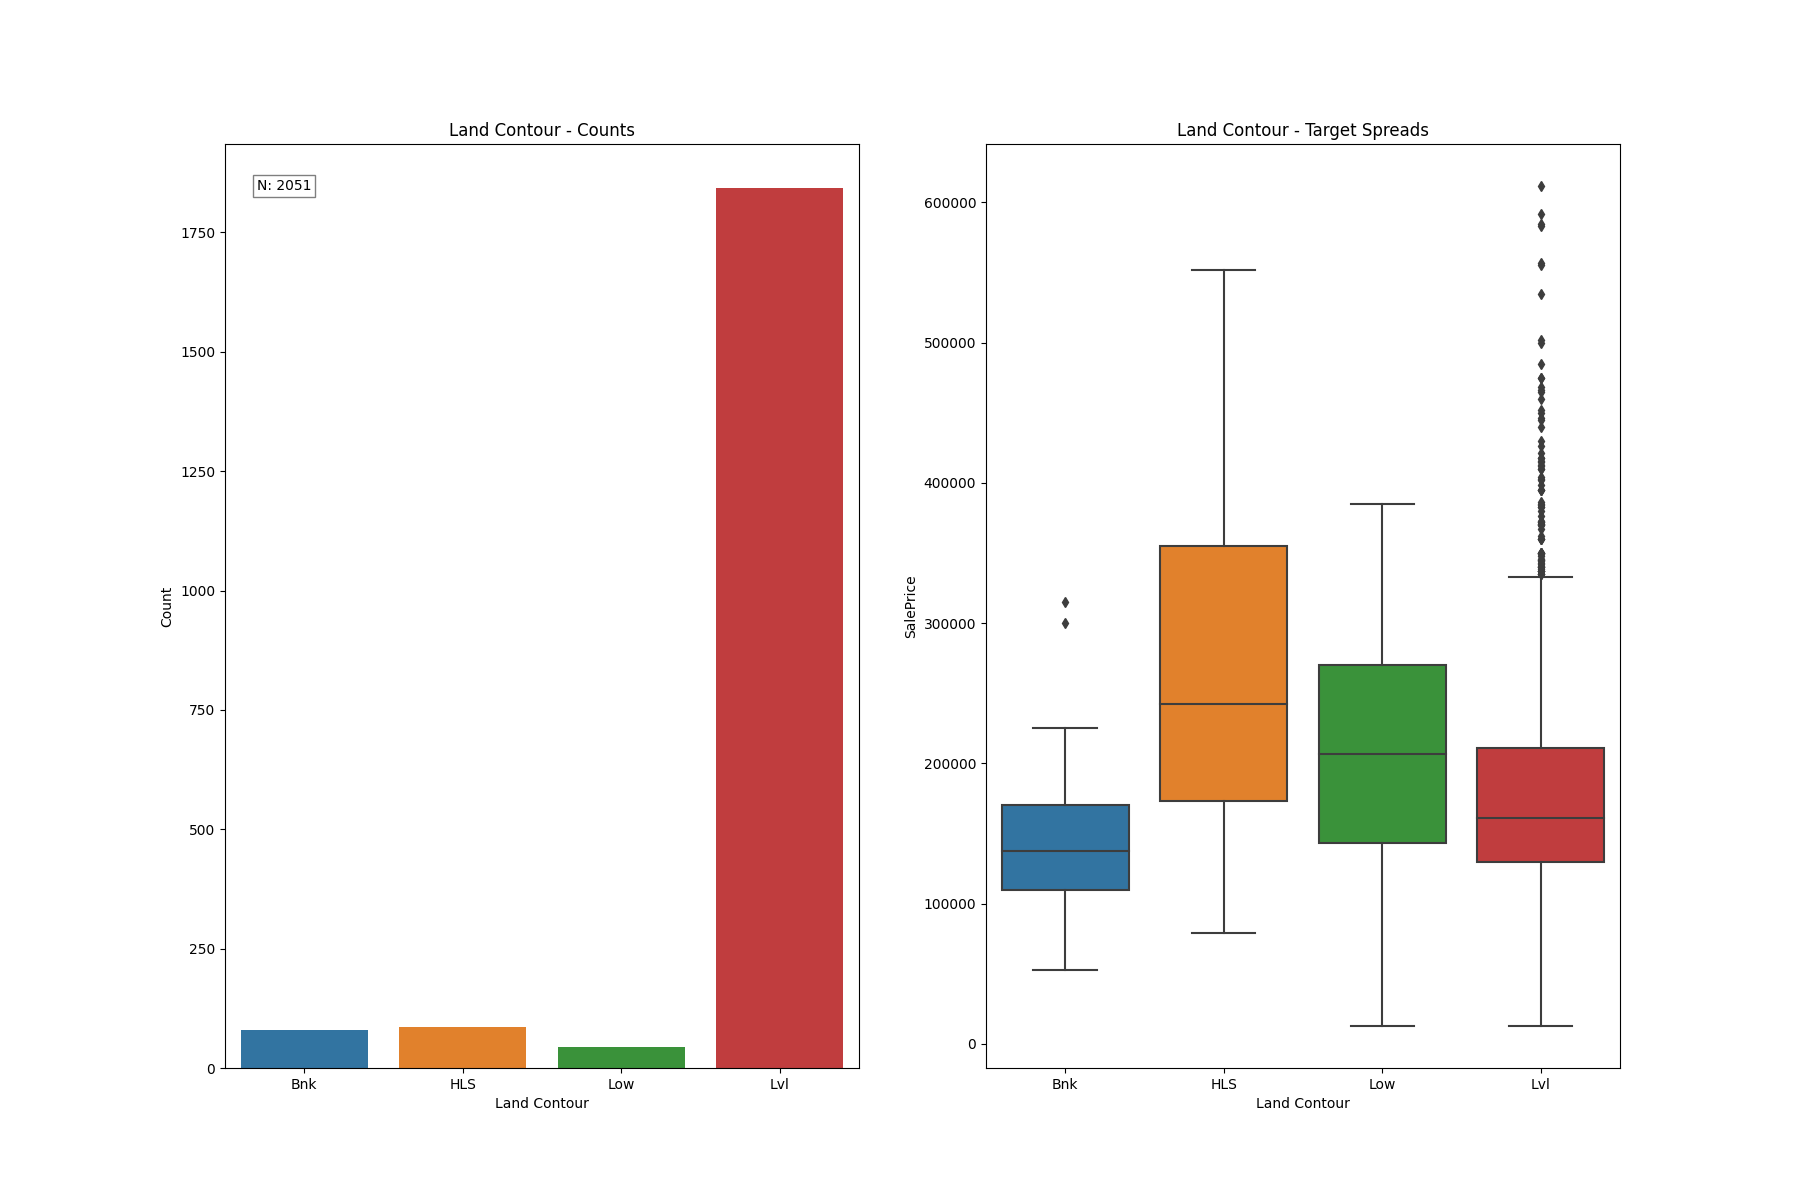 Land Contour - Counts
N: 2051
1750
1500
1250
1000
750
500
250
0
Count
Bnk HLS Low Lvl
Land Contour
Land Contour - Target Spreads
600000
500000
400000
300000
200000
100000
0
SalePrice
Bnk HLS Low Lvl
Land Contour